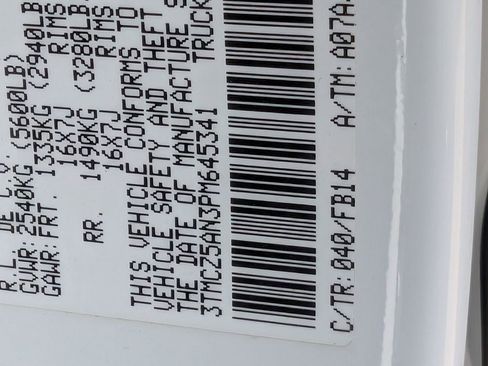 R.L. DE C.V.
GVWR: 2540KG (5600LB)
GAWR: FRT 1335KG (2940LB
16X7J RIMS
RR. 1490KG (3280LB
16X7J RIMS
THIS VEHICLE CONFORMS TO
VEHICLE SAFETY AND THEFT
THE DATE OF MANUFACTURE S
3TMCZ5AN3PM645341 TRUCK
C/TR: 040/FB14 A/TM: A07A